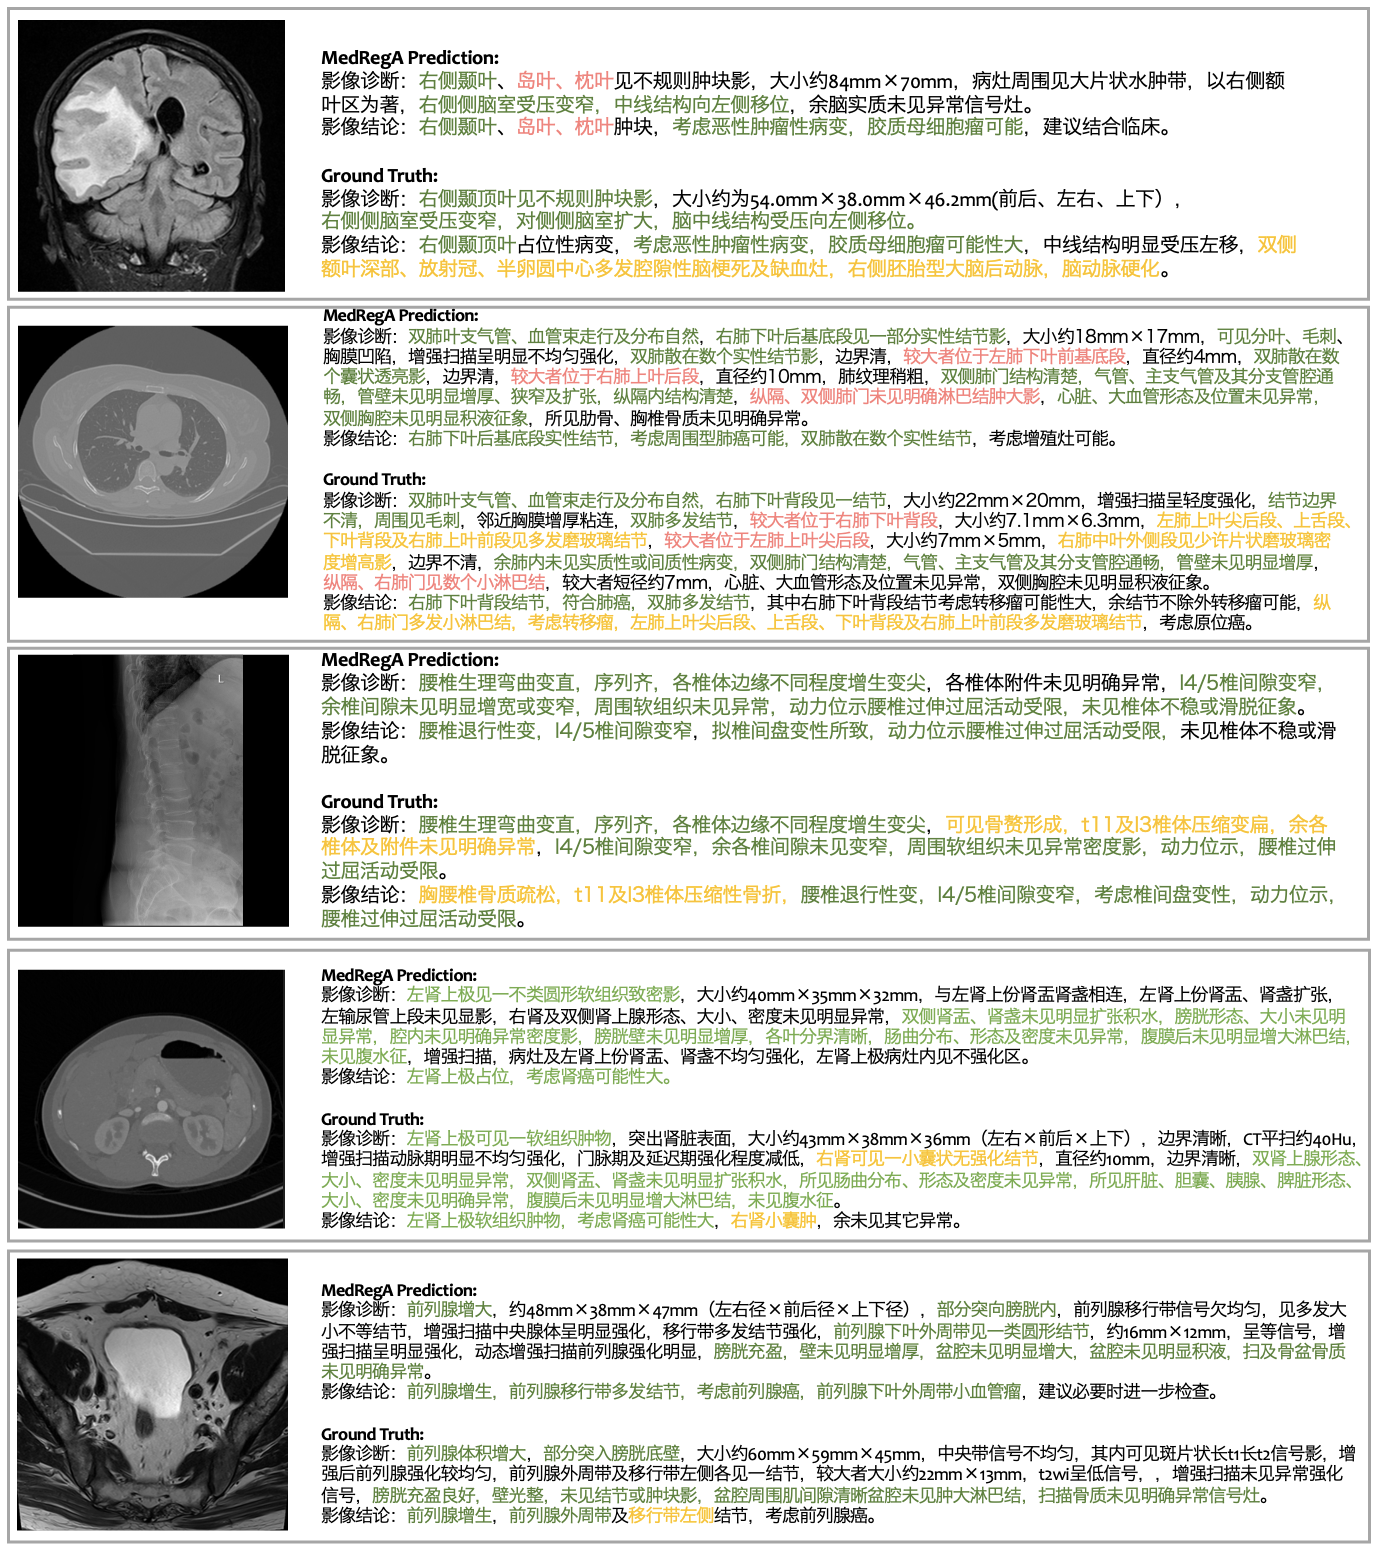 MedRegA Prediction:
影像诊断：右侧颞叶、岛叶、枕叶见不规则肿块影，大小约84mm×70mm，病灶周围见大片状水肿带，以右侧额
叶区为著，右侧侧脑室受压变窄，中线结构向左侧移位，余脑实质未见异常信号灶。
影像结论：右侧颞叶、岛叶、枕叶肿块，考虑恶性肿瘤性病变，胶质母细胞瘤可能，建议结合临床。
Ground Truth:
影像诊断：右侧颞顶叶见不规则肿块影，大小约为54.0mm×38.0mm×46.2mm(前后、左右、上下），
右侧侧脑室受压变窄，对侧侧脑室扩大，脑中线结构受压向左侧移位。
影像结论：右侧颞顶叶占位性病变，考虑恶性肿瘤性病变，胶质母细胞瘤可能性大，中线结构明显受压左移，双侧
额叶深部、放射冠、半卵圆中心多发腔隙性脑梗死及缺血灶，右侧胚胎型大脑后动脉，脑动脉硬化。
MedRegA Prediction:
影像诊断：双肺叶支气管、血管束走行及分布自然，右肺下叶后基底段见一部分实性结节影，大小约18mm×17mm，可见分叶、毛刺、
胸膜凹陷，增强扫描呈明显不均匀强化，双肺散在数个实性结节影，边界清，较大者位于左肺下叶前基底段，直径约4mm，双肺散在数
个囊状透亮影，边界清，较大者位于右肺上叶后段，直径约10mm，肺纹理稍粗，双侧肺门结构清楚，气管、主支气管及其分支管腔通
畅，管壁未见明显增厚、狭窄及扩张，纵隔内结构清楚，纵隔、双侧肺门未见明确淋巴结肿大影，心脏、大血管形态及位置未见异常，
双侧胸腔未见明显积液征象，所见肋骨、胸椎骨质未见明确异常。
影像结论：右肺下叶后基底段实性结节，考虑周围型肺癌可能，双肺散在数个实性结节，考虑增殖灶可能。
Ground Truth:
影像诊断：双肺叶支气管、血管束走行及分布自然，右肺下叶背段见一结节，大小约22mm×20mm，增强扫描呈轻度强化，结节边界
不清，周围见毛刺，邻近胸膜增厚粘连，双肺多发结节，较大者位于右肺下叶背段，大小约7.1mm×6.3mm，左肺上叶尖后段、上舌段、
下叶背段及右肺上叶前段见多发磨玻璃结节，较大者位于左肺上叶尖后段，大小约7mm×5mm，右肺中叶外侧段见少许片状磨玻璃密
度增高影，边界不清，余肺内未见实质性或间质性病变，双侧肺门结构清楚，气管、主支气管及其分支管腔通畅，管壁未见明显增厚，
纵隔、右肺门见数个小淋巴结，较大者短径约7mm，心脏、大血管形态及位置未见异常，双侧胸腔未见明显积液征象。
影像结论：右肺下叶背段结节，符合肺癌，双肺多发结节，其中右肺下叶背段结节考虑转移瘤可能性大，余结节不除外转移瘤可能，纵
隔、右肺门多发小淋巴结，考虑转移瘤，左肺上叶尖后段、上舌段、下叶背段及右肺上叶前段多发磨玻璃结节，考虑原位癌。
MedRegA Prediction:
影像诊断：腰椎生理弯曲变直，序列齐，各椎体边缘不同程度增生变尖，各椎体附件未见明确异常，l4/5椎间隙变窄，
余椎间隙未见明显增宽或变窄，周围软组织未见异常，动力位示腰椎过伸过屈活动受限，未见椎体不稳或滑脱征象。
影像结论：腰椎退行性变，l4/5椎间隙变窄，拟椎间盘变性所致，动力位示腰椎过伸过屈活动受限，未见椎体不稳或滑
脱征象。
L
Ground Truth:
影像诊断：腰椎生理弯曲变直，序列齐，各椎体边缘不同程度增生变尖，可见骨赘形成，t11及l3椎体压缩变扁，余各
椎体及附件未见明确异常，l4/5椎间隙变窄，余各椎间隙未见变窄，周围软组织未见异常密度影，动力位示，腰椎过伸
过屈活动受限。
影像结论：胸腰椎骨质疏松，t11及l3椎体压缩性骨折，腰椎退行性变，l4/5椎间隙变窄，考虑椎间盘变性，动力位示，
腰椎过伸过屈活动受限。
MedRegA Prediction:
影像诊断：左肾上极见一不类圆形软组织致密影，大小约40mm×35mm×32mm，与左肾上份肾盂肾盏相连，左肾上份肾盂、肾盏扩张，
左输尿管上段未见显影，右肾及双侧肾上腺形态、大小、密度未见明显异常，双侧肾盂、肾盏未见明显扩张积水，膀胱形态、大小未见明
显异常，腔内未见明确异常密度影，膀胱壁未见明显增厚，各叶分界清晰，肠曲分布、形态及密度未见异常，腹膜后未见明显增大淋巴结，
未见腹水征，增强扫描，病灶及左肾上份肾盂、肾盏不均匀强化，左肾上极病灶内见不强化区。
影像结论：左肾上极占位，考虑肾癌可能性大。
Ground Truth:
影像诊断：左肾上极可见一软组织肿物，突出肾脏表面，大小约43mm×38mm×36mm（左右×前后×上下），边界清晰，CT平扫约40Hu，
增强扫描动脉期明显不均匀强化，门脉期及延迟期强化程度减低，右肾可见一小囊状无强化结节，直径约10mm，边界清晰，双肾上腺形态、
大小、密度未见明显异常，双侧肾盂、肾盏未见明显扩张积水，所见肠曲分布、形态及密度未见异常，所见肝脏、胆囊、胰腺、脾脏形态、
大小、密度未见明确异常，腹膜后未见明显增大淋巴结，未见腹水征。
影像结论：左肾上极软组织肿物，考虑肾癌可能性大，右肾小囊肿，余未见其它异常。
MedRegA Prediction:
影像诊断：前列腺增大，约48mm×38mm×47mm（左右径×前后径×上下径），部分突向膀胱内，前列腺移行带信号欠均匀，见多发大
小不等结节，增强扫描中央腺体呈明显强化，移行带多发结节强化，前列腺下叶外周带见一类圆形结节，约16mm×12mm，呈等信号，增
强扫描呈明显强化，动态增强扫描前列腺强化明显，膀胱充盈，壁未见明显增厚，盆腔未见明显增大，盆腔未见明显积液，扫及骨盆骨质
未见明确异常。
影像结论：前列腺增生，前列腺移行带多发结节，考虑前列腺癌，前列腺下叶外周带小血管瘤，建议必要时进一步检查。
Ground Truth:
影像诊断：前列腺体积增大，部分突入膀胱底壁，大小约60mm×59mm×45mm，中央带信号不均匀，其内可见斑片状长t1长t2信号影，增
强后前列腺强化较均匀，前列腺外周带及移行带左侧各见一结节，较大者大小约22mm×13mm，t2wi呈低信号，，增强扫描未见异常强化
信号，膀胱充盈良好，壁光整，未见结节或肿块影，盆腔周围肌间隙清晰盆腔未见肿大淋巴结，扫描骨质未见明确异常信号灶。
影像结论：前列腺增生，前列腺外周带及移行带左侧结节，考虑前列腺癌。